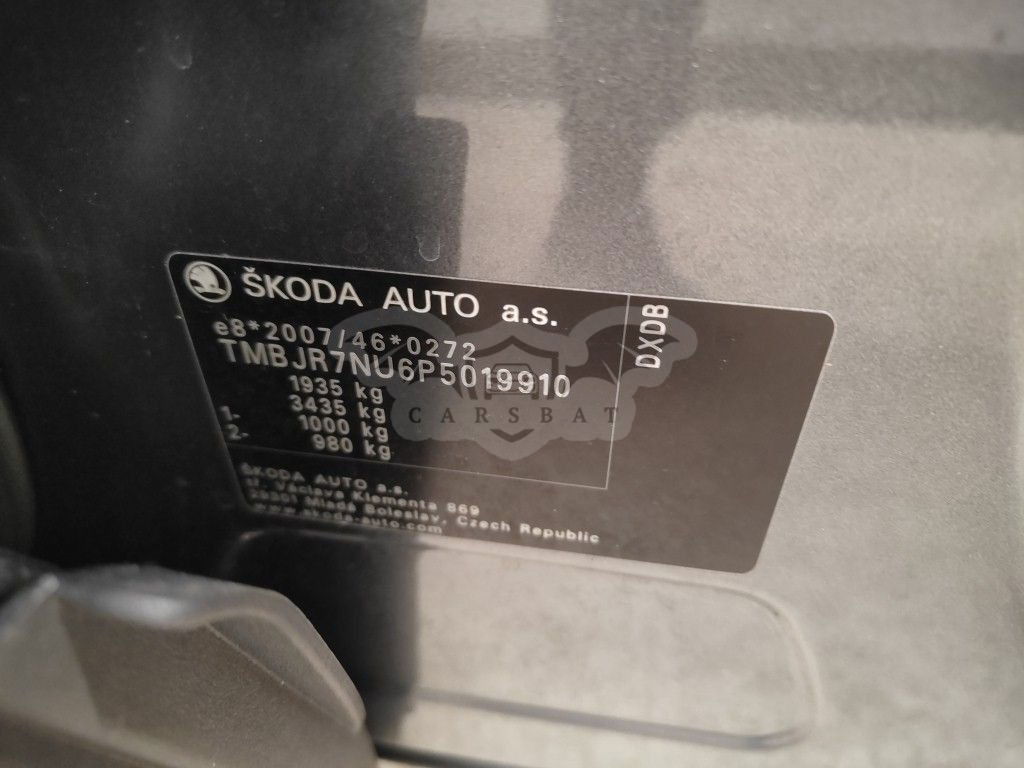 ŠKODA AUTO a.s.
e8*2007/46*0272
TMBJR7NU6P5019910
1935 kg
3435 kg
1- 1000 kg
2- 980 kg
DXDB
ŠKODA AUTO a.s.
tř. Václava Klementa 869
29301 Mladá Boleslav, Czech Republic
www.skoda-auto.com
CARSBAT